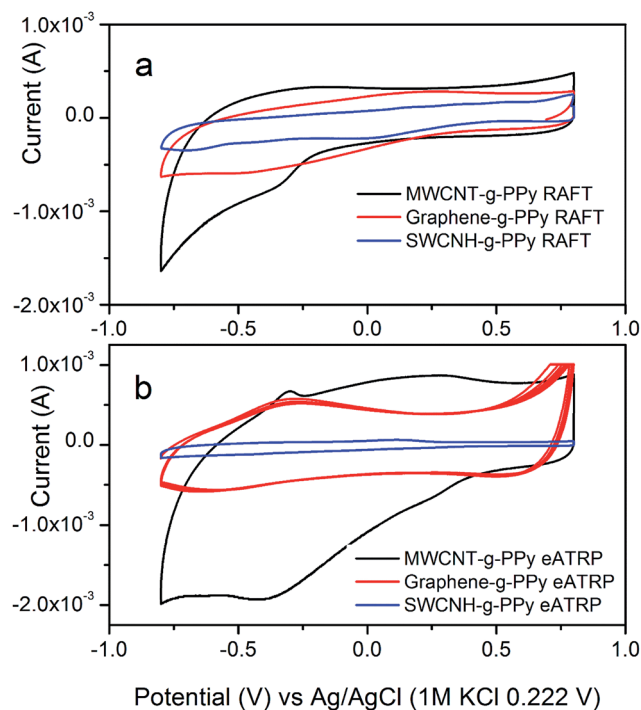 a
1.0x10⁻³
0.0
-1.0x10⁻³
-2.0x10⁻³
Current (A)
MWCNT-g-PPy RAFT
Graphene-g-PPy RAFT
SWCNH-g-PPy RAFT
-1.0 -0.5 0.0 0.5 1.0
b
1.0x10⁻³
0.0
-1.0x10⁻³
-2.0x10⁻³
Current (A)
MWCNT-g-PPy eATRP
Graphene-g-PPy eATRP
SWCNH-g-PPy eATRP
-1.0 -0.5 0.0 0.5 1.0
Potential (V) vs Ag/AgCl (1M KCl 0.222 V)